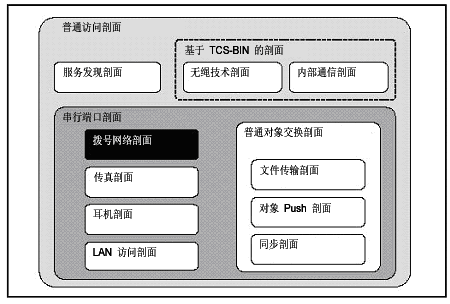 普通访问剖面
基于 TCS-BIN 的剖面
服务发现剖面
无绳技术剖面
内部通信剖面
串行端口剖面
拨号网络剖面
传真剖面
耳机剖面
LAN 访问剖面
普通对象交换剖面
文件传输剖面
对象 Push 剖面
同步剖面